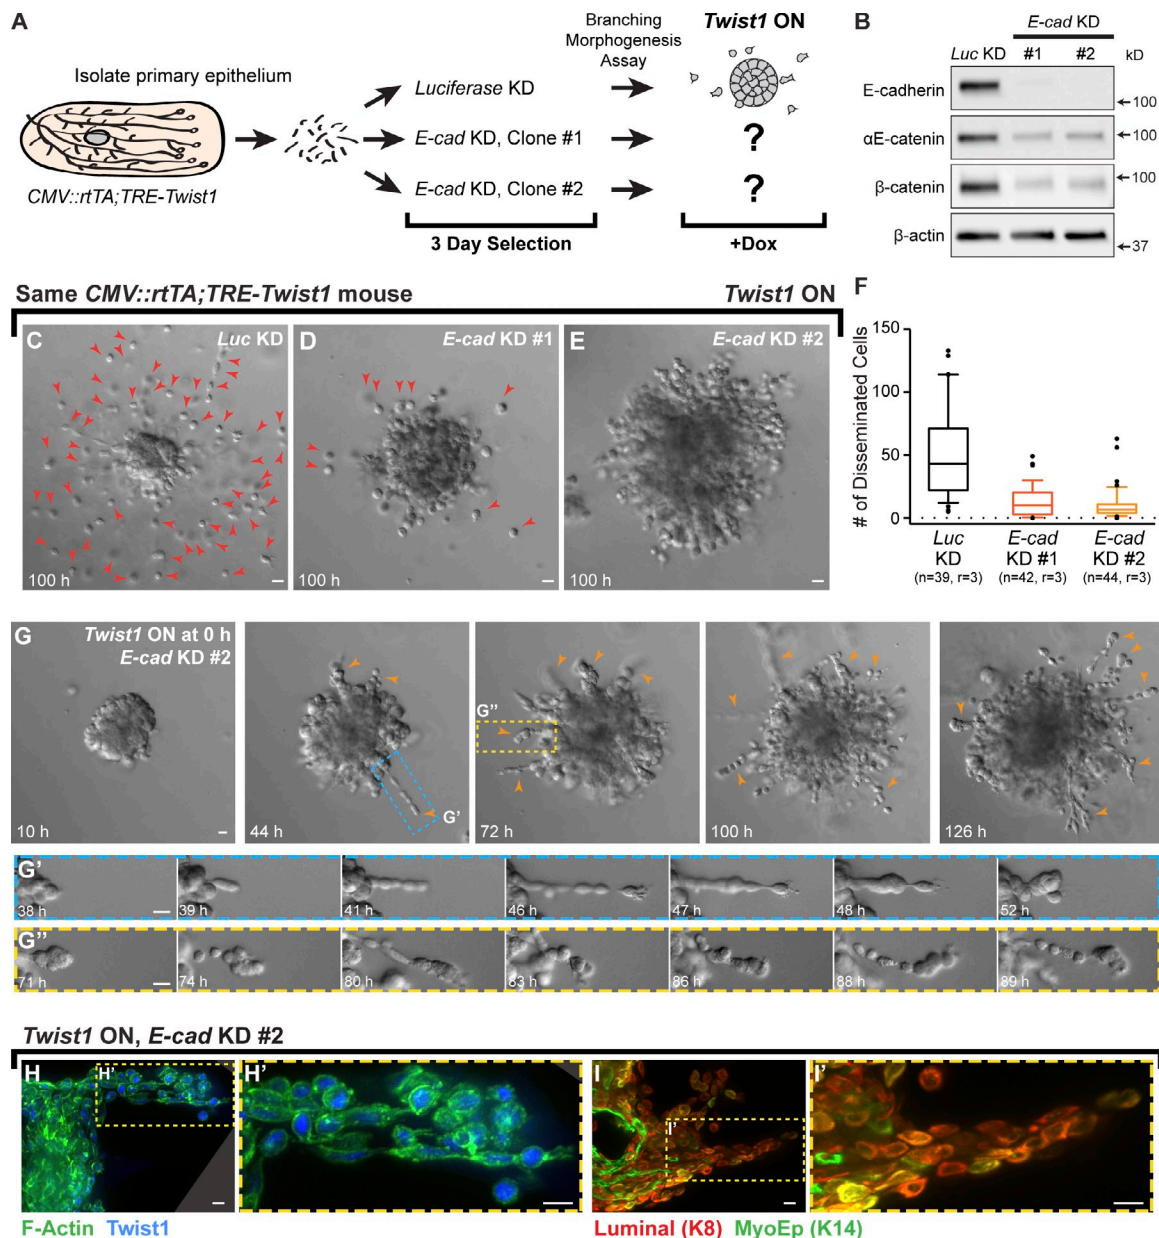 A
Isolate primary epithelium
CMV::rtTA;TRE-Twist1
Luciferase KD
E-cad KD, Clone #1
E-cad KD, Clone #2
3 Day Selection
Branching
Morphogenesis
Assay
Twist1 ON
?
?
+Dox
B
E-cad KD
Luc KD #1 #2 kD
E-cadherin
100
αE-catenin
100
β-catenin
100
β-actin
37
Same CMV::rtTA;TRE-Twist1 mouse
Twist1 ON
C
Luc KD
100 h
D
E-cad KD #1
100 h
E
E-cad KD #2
100 h
F
# of Disseminated Cells
150
100
50
0
Luc
KD
(n=39, r=3)
E-cad
KD #1
(n=42, r=3)
E-cad
KD #2
(n=44, r=3)
G
Twist1 ON at 0 h
E-cad KD #2
10 h
44 h
G'
72 h
G''
100 h
126 h
G'
38 h
39 h
41 h
46 h
47 h
48 h
52 h
G''
71 h
74 h
80 h
83 h
86 h
88 h
89 h
Twist1 ON, E-cad KD #2
H
H'
H'
I
I'
I'
F-Actin Twist1
Luminal (K8) MyoEp (K14)